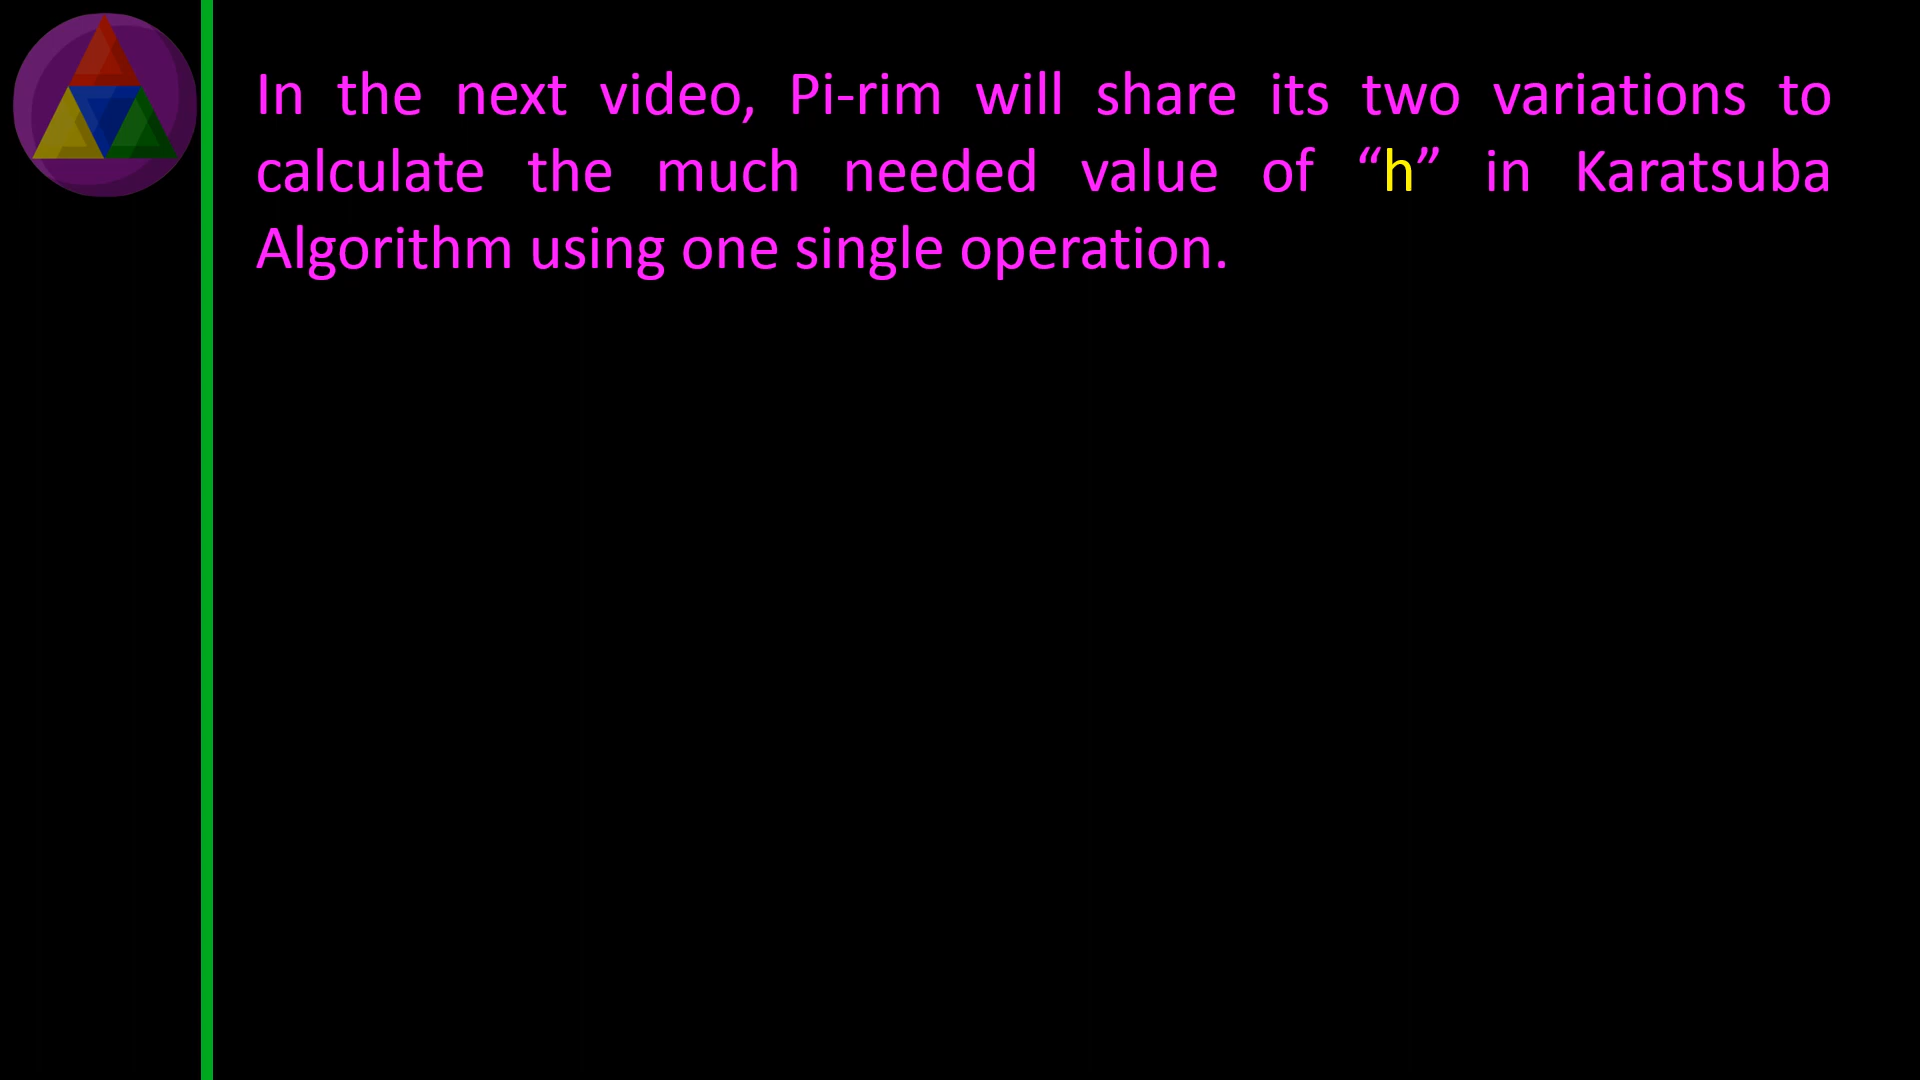 In the next video, Pi-rim will share its two variations to
calculate the much needed value of “h” in Karatsuba
Algorithm using one single operation.